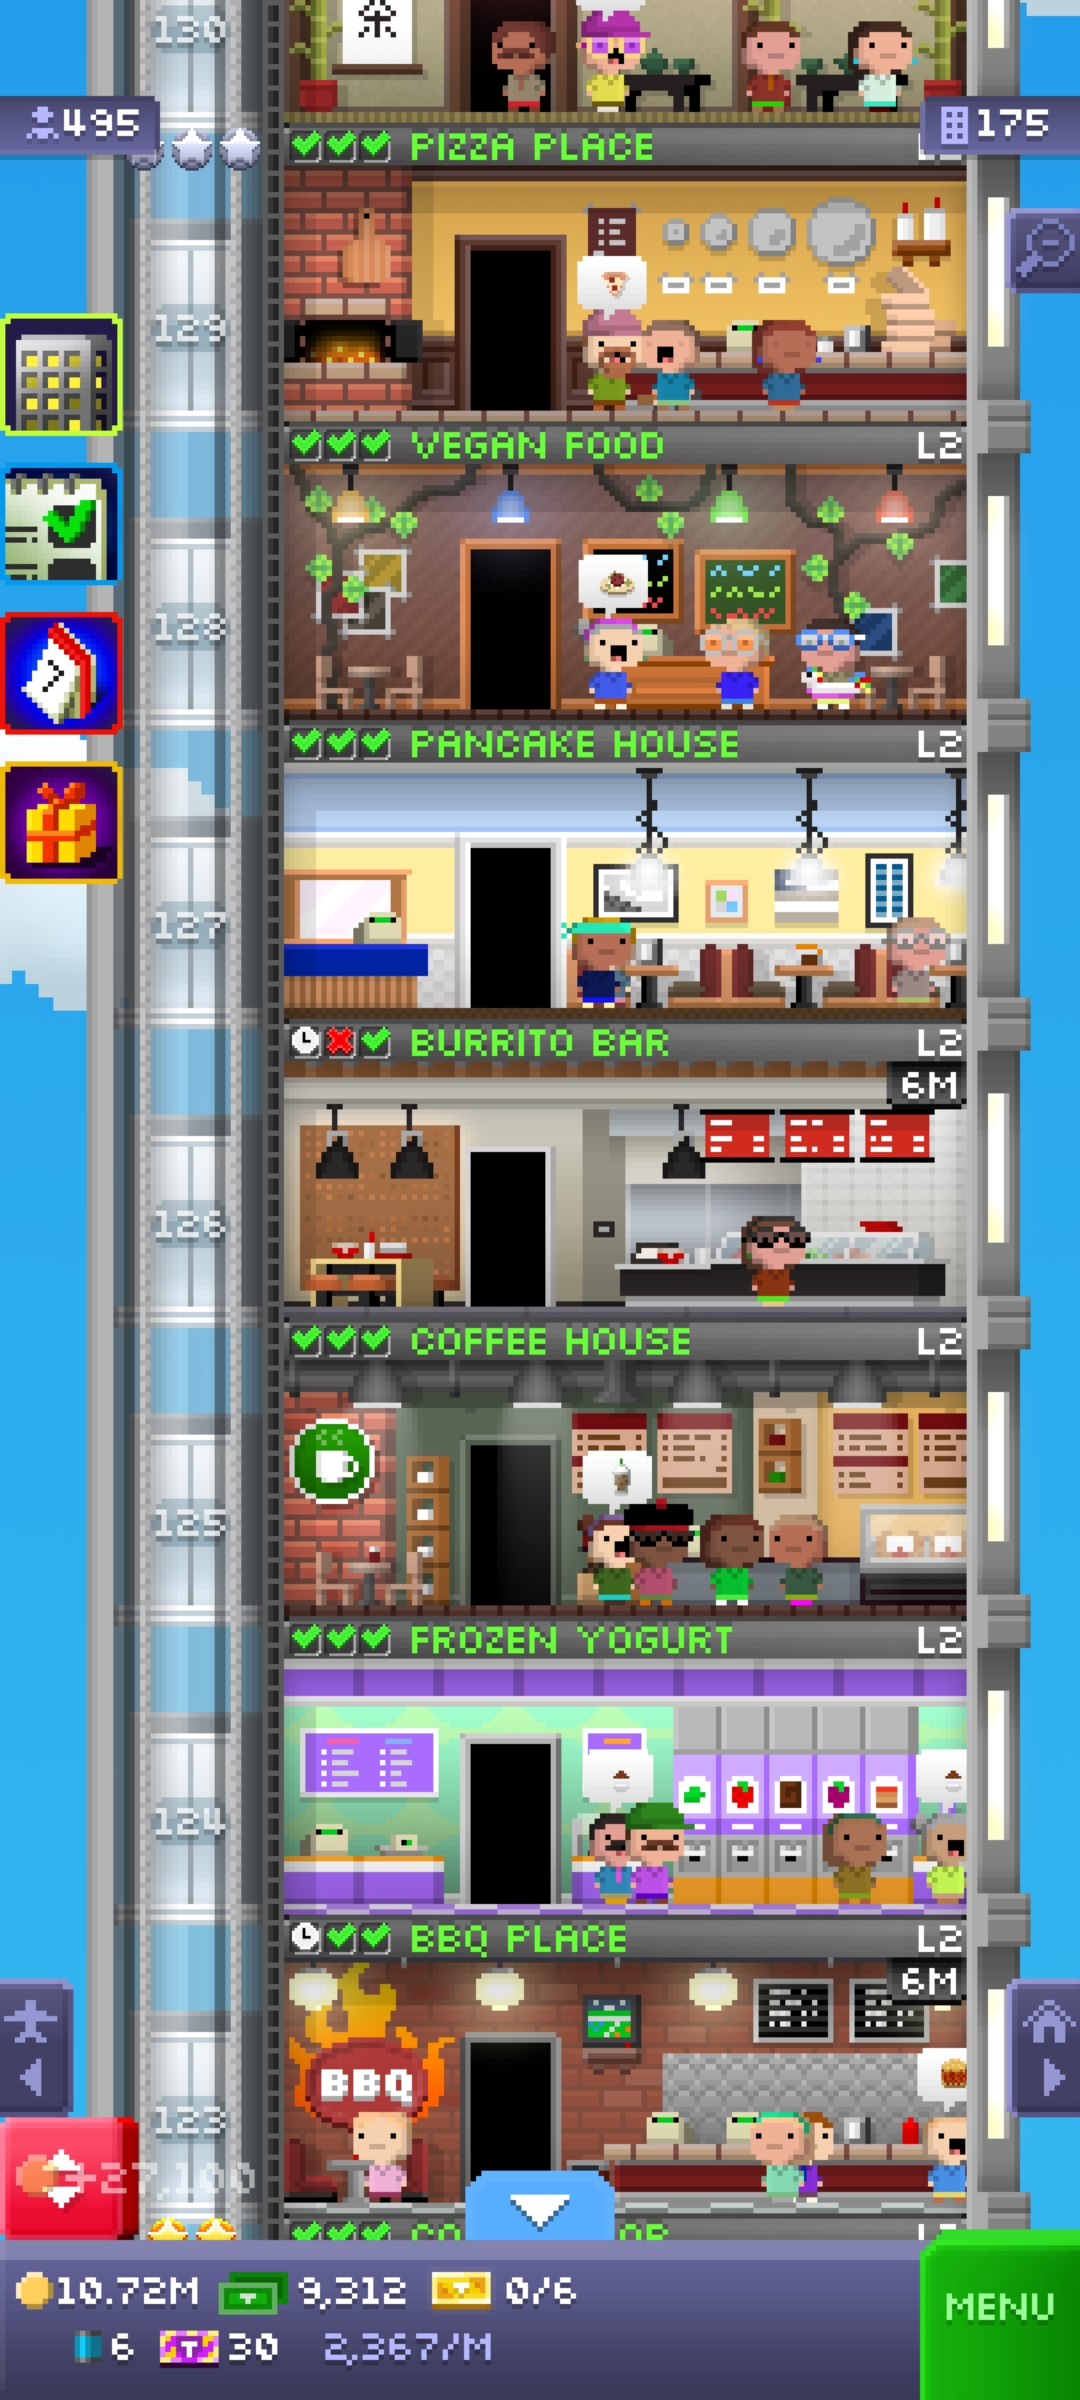 130
茶
495
175
PIZZA PLACE
129
VEGAN FOOD L2
128
PANCAKE HOUSE L2
127
BURRITO BAR L2
6M
126
COFFEE HOUSE L2
125
FROZEN YOGURT L2
124
BBQ PLACE L2
6M
BBQ
123
+27,100
10.72M 9,312 0/6
MENU
6 T 30 2,367/M